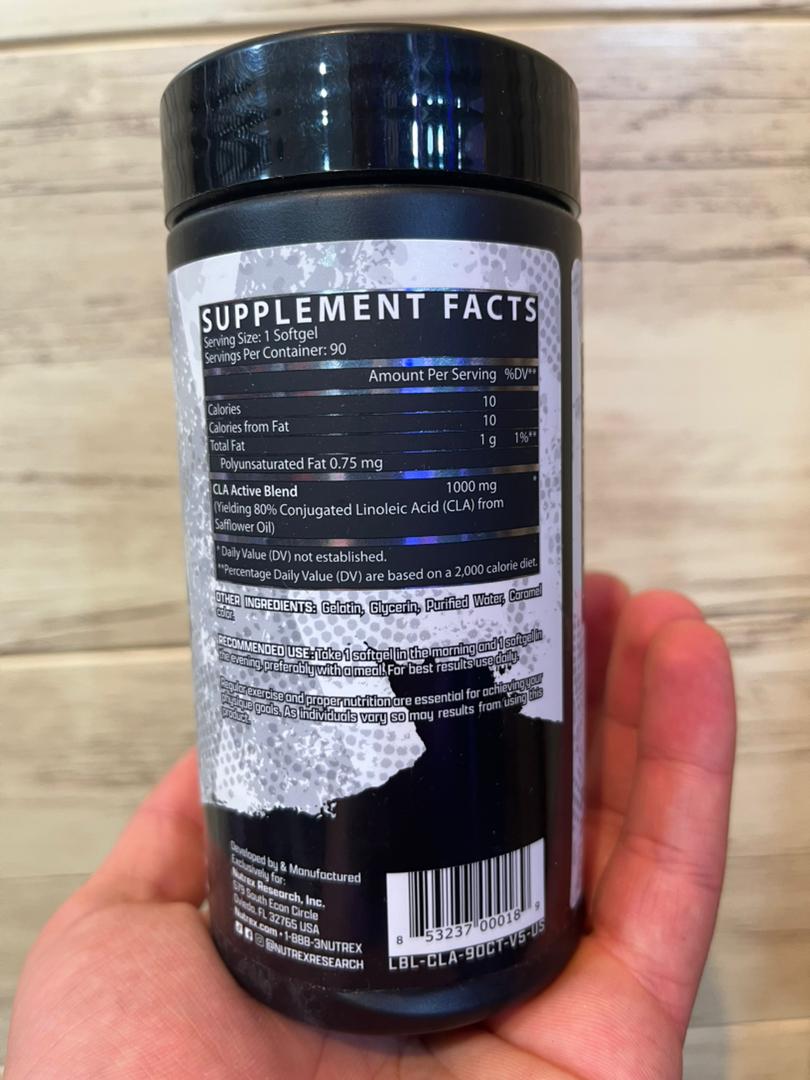 SUPPLEMENT FACTS
Serving Size: 1 Softgel
Servings Per Container: 90
Amount Per Serving %DV**
Calories 10
Calories from Fat 10
Total Fat 1 g 1%**
Polyunsaturated Fat 0.75 mg
CLA Active Blend 1000 mg *
(Yielding 80% Conjugated Linoleic Acid (CLA) from
Safflower Oil)
* Daily Value (DV) not established.
**Percentage Daily Value (DV) are based on a 2,000 calorie diet.
OTHER INGREDIENTS: Gelatin, Glycerin, Purified Water, Caramel
color.
RECOMMENDED USE: Take 1 softgel in the morning and 1 softgel in
the evening, preferably with a meal. For best results use daily.
Regular exercise and proper nutrition are essential for achieving your
physique goals. As individuals vary so may results from using this
product.
Developed by & Manufactured
Exclusively for:
Nutrex Research, Inc.
579 South Econ Circle
Oviedo, FL 32765 USA
Nutrex.com • 1-888-3NUTREX
@NUTREXRESEARCH
8 53237 00018 9
LBL-CLA-90CT-V5-US